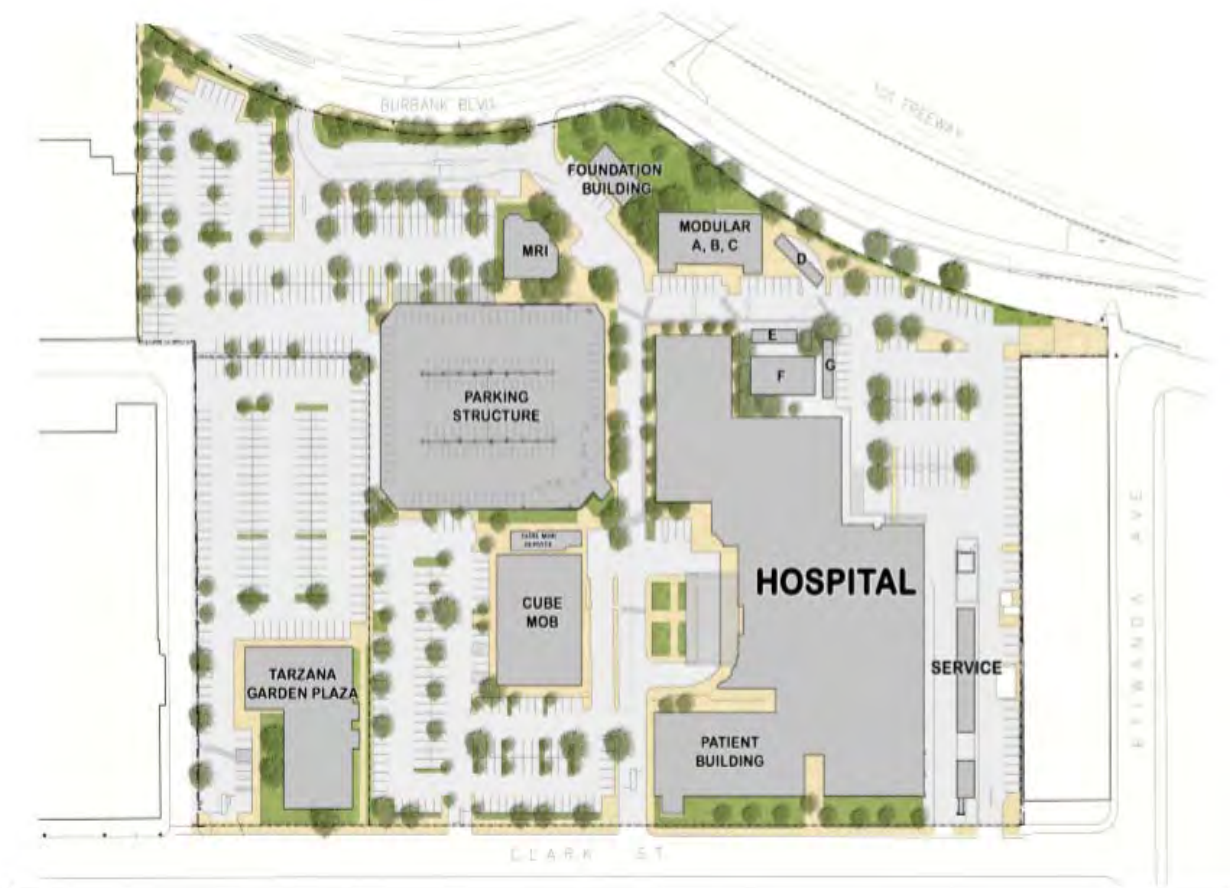 BURBANK BLVD.
101 FREEWAY
FOUNDATION
BUILDING
MODULAR
A, B, C
D
MRI
E
F
G
PARKING
STRUCTURE
CUBE
MOB
HOSPITAL
ETIWANDA AVE
TARZANA
GARDEN PLAZA
SERVICE
PATIENT
BUILDING
CLARK ST.